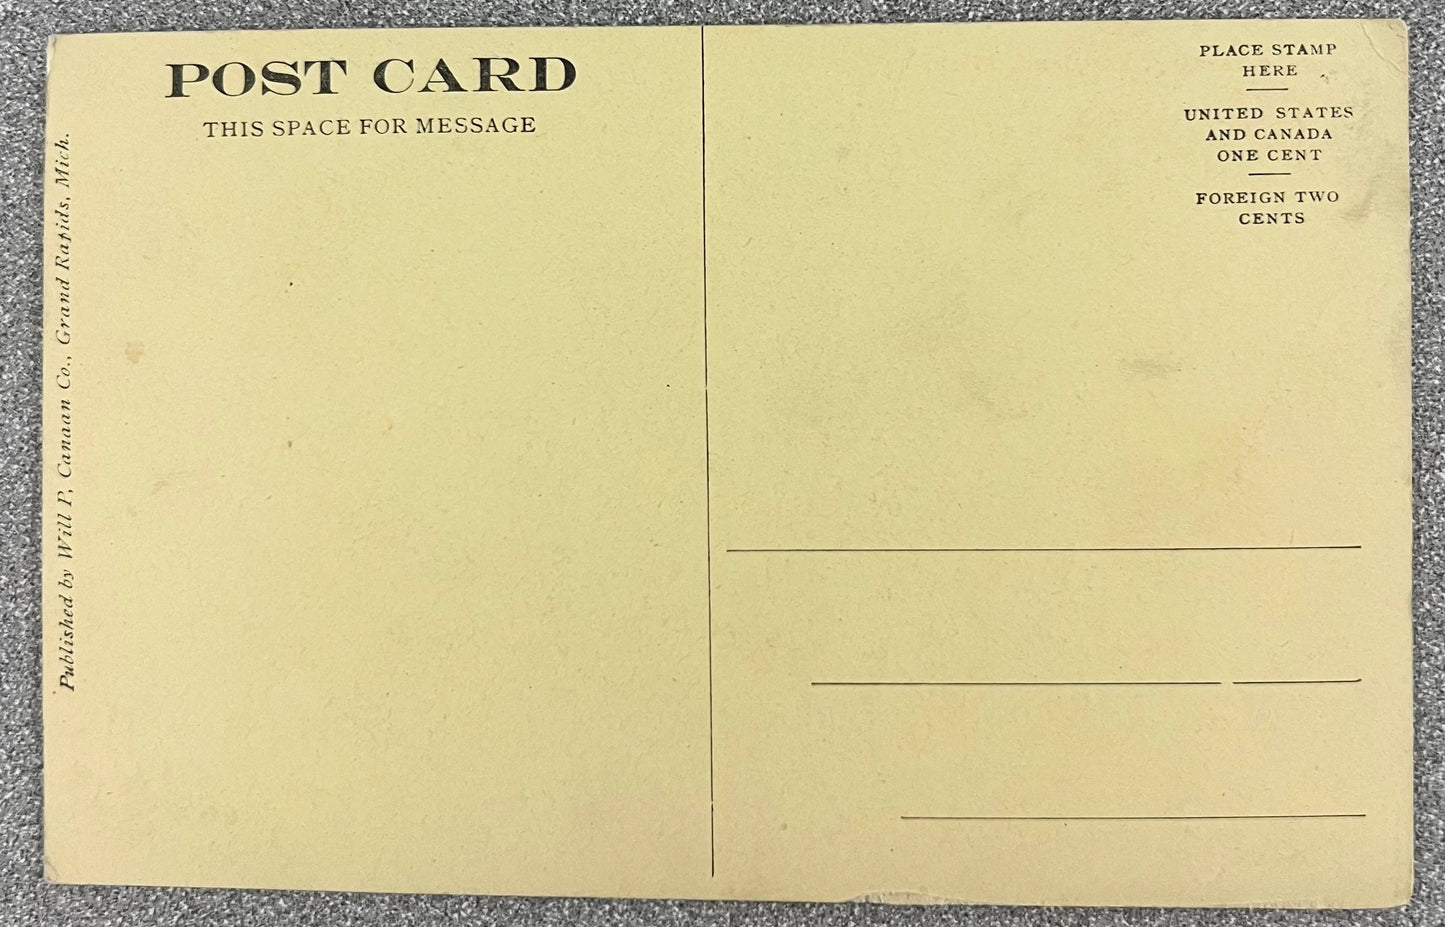 POST CARD
THIS SPACE FOR MESSAGE
Published by Will P. Canaan Co., Grand Rapids, Mich.
PLACE STAMP
HERE
UNITED STATES
AND CANADA
ONE CENT
FOREIGN TWO
CENTS